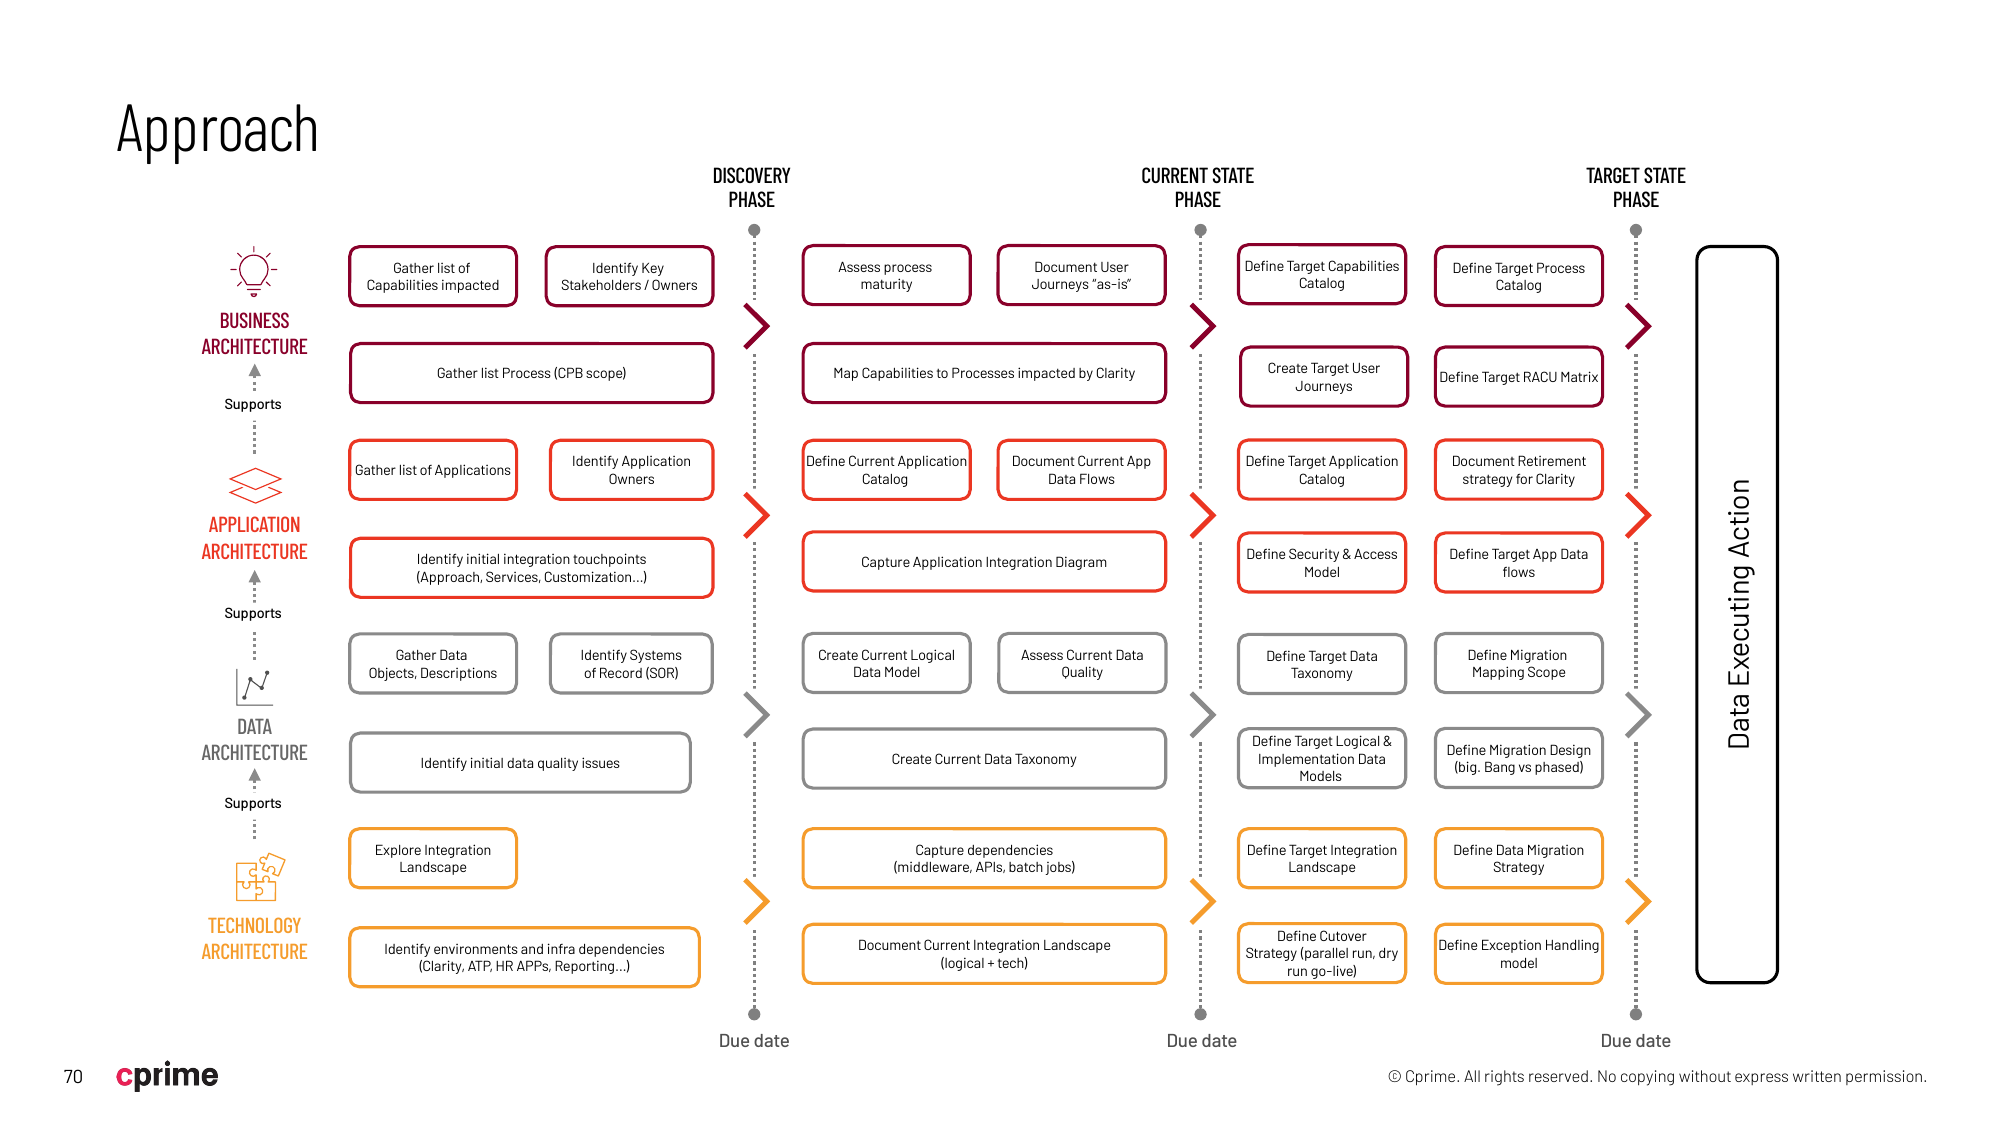 Approach
DISCOVERY
PHASE
CURRENT STATE
PHASE
TARGET STATE
PHASE
BUSINESS
ARCHITECTURE
Gather list of
Capabilities impacted
Identify Key
Stakeholders / Owners
Gather list Process (CPB scope)
Assess process
maturity
Document User
Journeys “as-is”
Map Capabilities to Processes impacted by Clarity
Define Target Capabilities
Catalog
Define Target Process
Catalog
Create Target User
Journeys
Define Target RACU Matrix
Supports
APPLICATION
ARCHITECTURE
Gather list of Applications
Identify Application
Owners
Identify initial integration touchpoints
(Approach, Services, Customization...)
Define Current Application
Catalog
Document Current App
Data Flows
Capture Application Integration Diagram
Define Target Application
Catalog
Document Retirement
strategy for Clarity
Define Security & Access
Model
Define Target App Data
flows
Supports
DATA
ARCHITECTURE
Gather Data
Objects, Descriptions
Identify Systems
of Record (SOR)
Identify initial data quality issues
Create Current Logical
Data Model
Assess Current Data
Quality
Create Current Data Taxonomy
Define Target Data
Taxonomy
Define Migration
Mapping Scope
Define Target Logical &
Implementation Data
Models
Define Migration Design
(big. Bang vs phased)
Supports
TECHNOLOGY
ARCHITECTURE
Explore Integration
Landscape
Identify environments and infra dependencies
(Clarity, ATP, HR APPs, Reporting...)
Capture dependencies
(middleware, APIs, batch jobs)
Document Current Integration Landscape
(logical + tech)
Define Target Integration
Landscape
Define Data Migration
Strategy
Define Cutover
Strategy (parallel run, dry
run go-live)
Define Exception Handling
model
Data Executing Action
Due date
Due date
Due date
70
cprime
© Cprime. All rights reserved. No copying without express written permission.